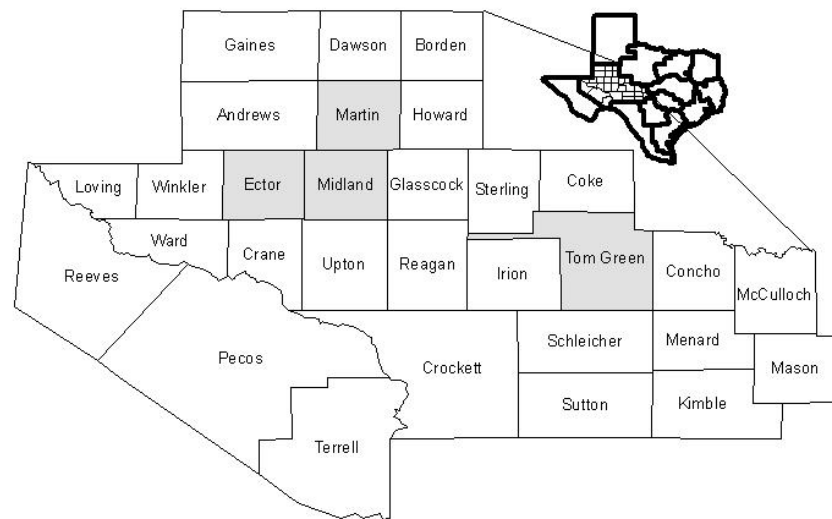 Gaines
Dawson
Borden
Andrews
Martin
Howard
Loving
Winkler
Ector
Midland
Glasscock
Sterling
Coke
Reeves
Ward
Crane
Upton
Reagan
Irion
Tom Green
Concho
McCulloch
Pecos
Crockett
Schleicher
Menard
Mason
Terrell
Sutton
Kimble